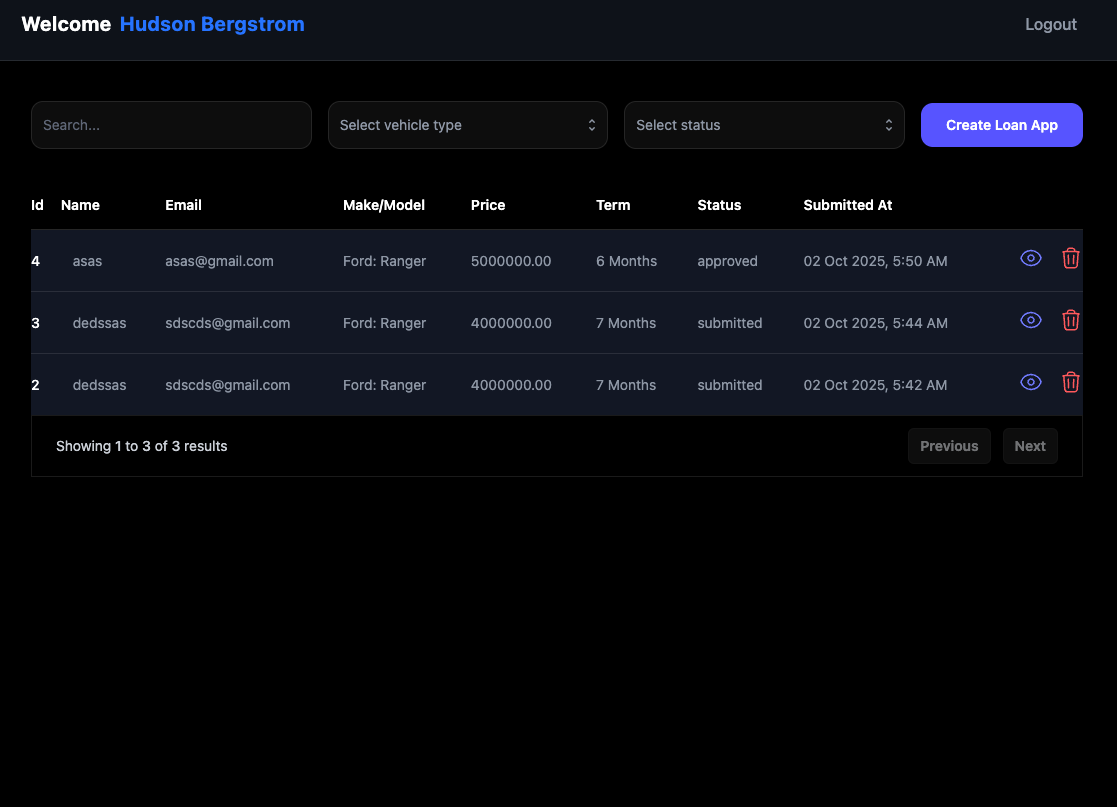 Welcome Hudson Bergstrom Logout
Search... Select vehicle type Select status Create Loan App
Id Name Email Make/Model Price Term Status Submitted At
4 asas asas@gmail.com Ford: Ranger 5000000.00 6 Months approved 02 Oct 2025, 5:50 AM
3 dedssas sdscds@gmail.com Ford: Ranger 4000000.00 7 Months submitted 02 Oct 2025, 5:44 AM
2 dedssas sdscds@gmail.com Ford: Ranger 4000000.00 7 Months submitted 02 Oct 2025, 5:42 AM
Showing 1 to 3 of 3 results Previous Next